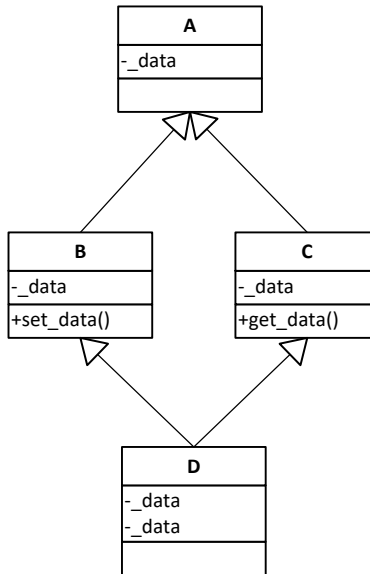 A
-_data
B
-_data
+set_data()
C
-_data
+get_data()
D
-_data
-_data